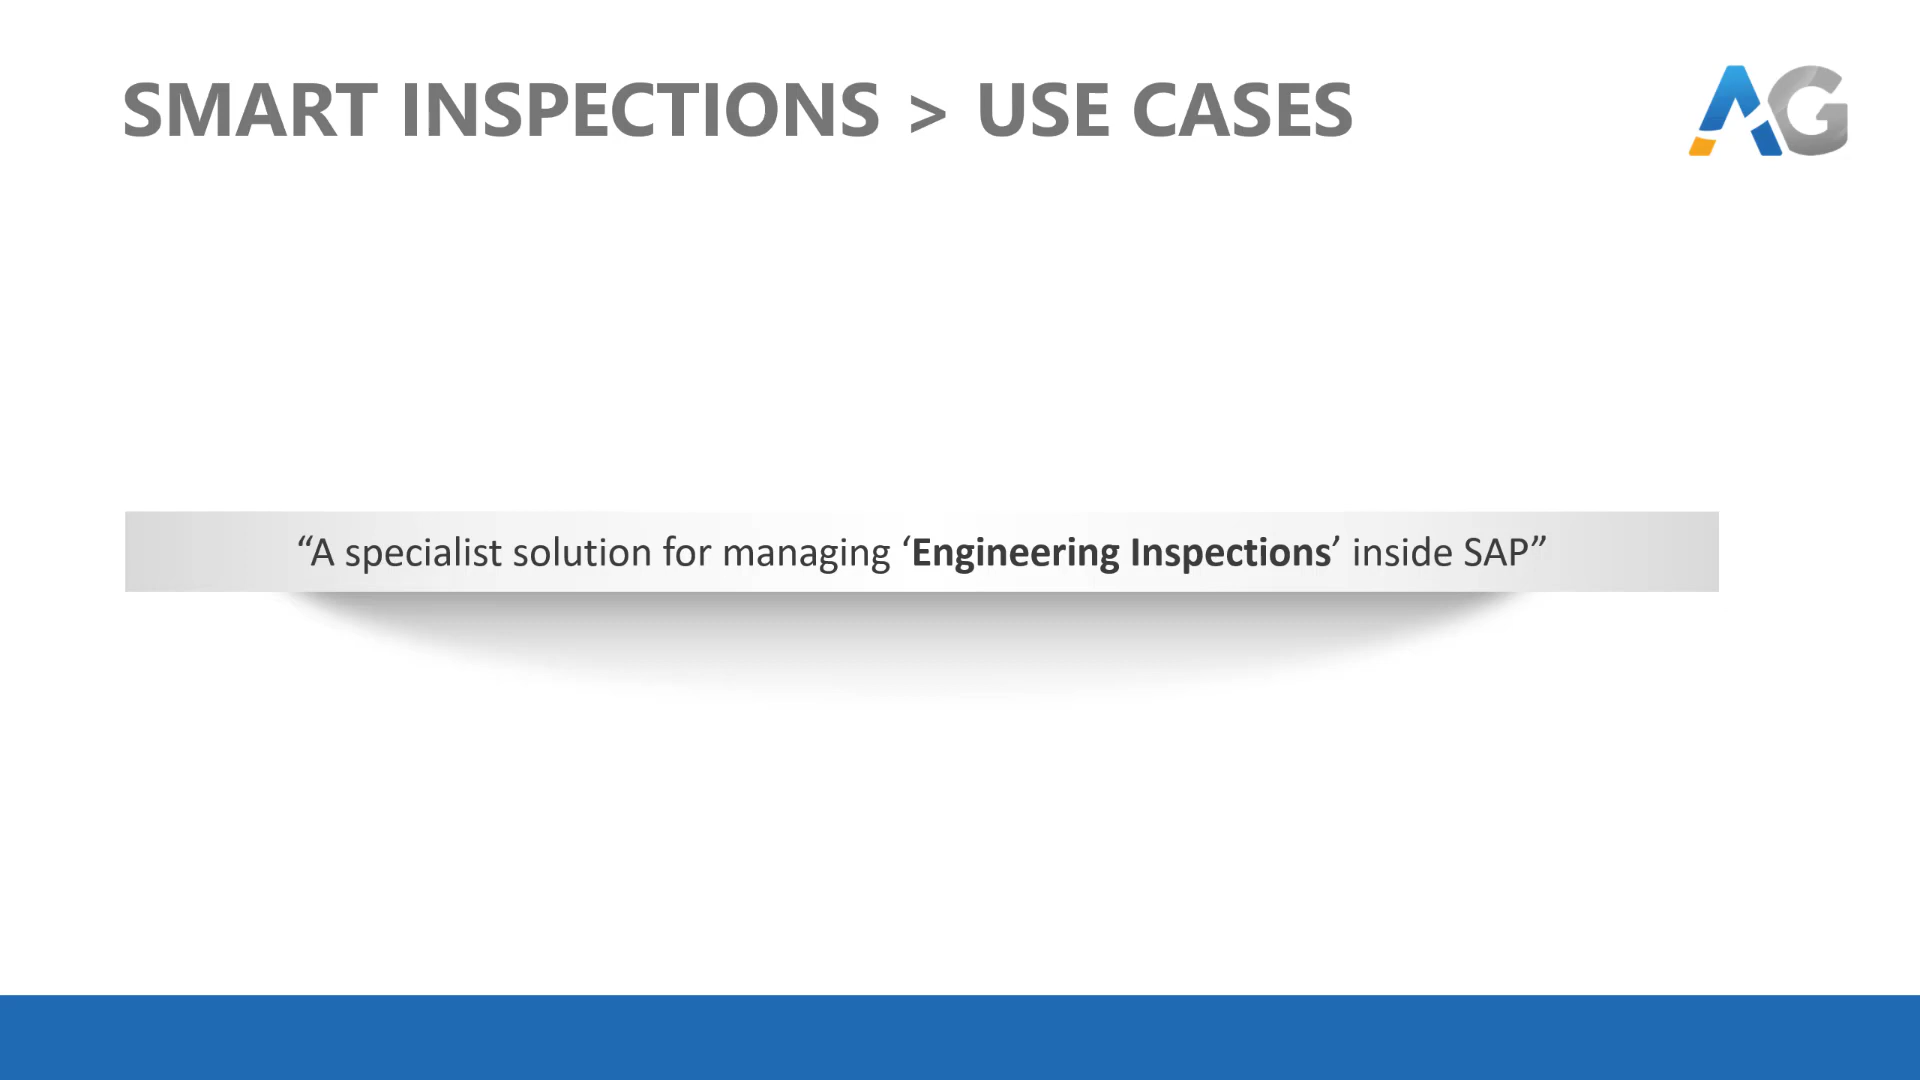 SMART INSPECTIONS > USE CASES
AG
“A specialist solution for managing ‘Engineering Inspections’ inside SAP”